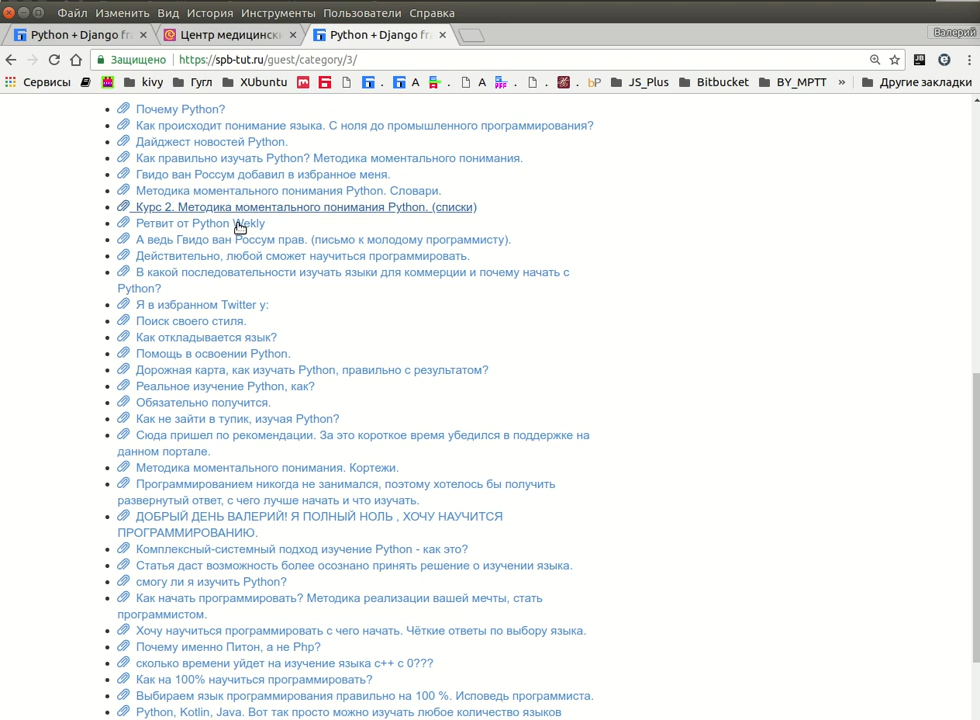 Файл Изменить Вид История Инструменты Пользователи Справка
Python + Django fr
Центр медицински
Python + Django fr
Валерий
Защищено
https://spb-tut.ru/guest/category/3/
Сервисы
kivy
Гугл
XUbuntu
A
JS_Plus
Bitbucket
BY_MPTT
»
Другие закладки
Почему Python?
Как происходит понимание языка. С ноля до промышленного программирования?
Дайджест новостей Python.
Как правильно изучать Python? Методика моментального понимания.
Гвидо ван Россум добавил в избранное меня.
Методика моментального понимания Python. Словари.
Курс 2. Методика моментального понимания Python. (списки)
Ретвит от Python Wekly
А ведь Гвидо ван Россум прав. (письмо к молодому программисту).
Действительно, любой сможет научиться программировать.
В какой последовательности изучать языки для коммерции и почему начать с
Python?
Я в избранном Twitter у:
Поиск своего стиля.
Как откладывается язык?
Помощь в освоении Python.
Дорожная карта, как изучать Python, правильно с результатом?
Реальное изучение Python, как?
Обязательно получится.
Как не зайти в тупик, изучая Python?
Сюда пришел по рекомендации. За это короткое время убедился в поддержке на
данном портале.
Методика моментального понимания. Кортежи.
Программированием никогда не занимался, поэтому хотелось бы получить
развернутый ответ, с чего лучше начать и что изучать.
ДОБРЫЙ ДЕНЬ ВАЛЕРИЙ! Я ПОЛНЫЙ НОЛЬ , ХОЧУ НАУЧИТСЯ
ПРОГРАММИРОВАНИЮ.
Комплексный-системный подход изучение Python - как это?
Статья даст возможность более осознано принять решение о изучении языка.
смогу ли я изучить Python?
Как начать программировать? Методика реализации вашей мечты, стать
программистом.
Хочу научиться программировать с чего начать. Чёткие ответы по выбору языка.
Почему именно Питон, а не Php?
сколько времени уйдет на изучение языка с++ с 0???
Как на 100% научиться программировать?
Выбираем язык программирования правильно на 100 %. Исповедь программиста.
Python, Kotlin, Java. Вот так просто можно изучать любое количество языков